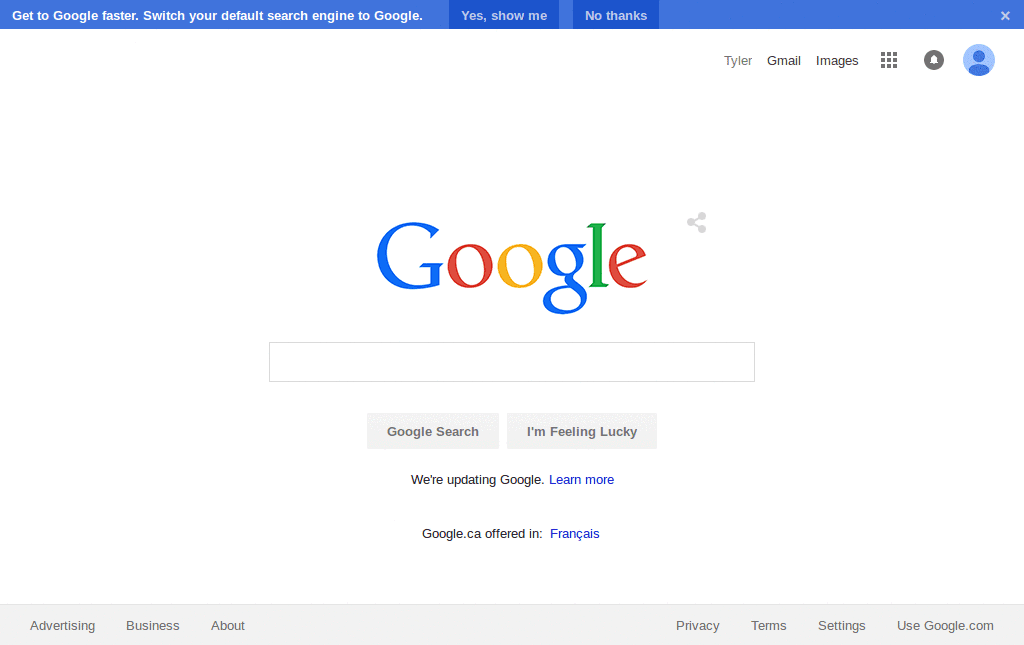 Get to Google faster. Switch your default search engine to Google. Yes, show me No thanks ×
Tyler Gmail Images
Google
Google Search I'm Feeling Lucky
We're updating Google. Learn more
Google.ca offered in: Français
Advertising Business About Privacy Terms Settings Use Google.com